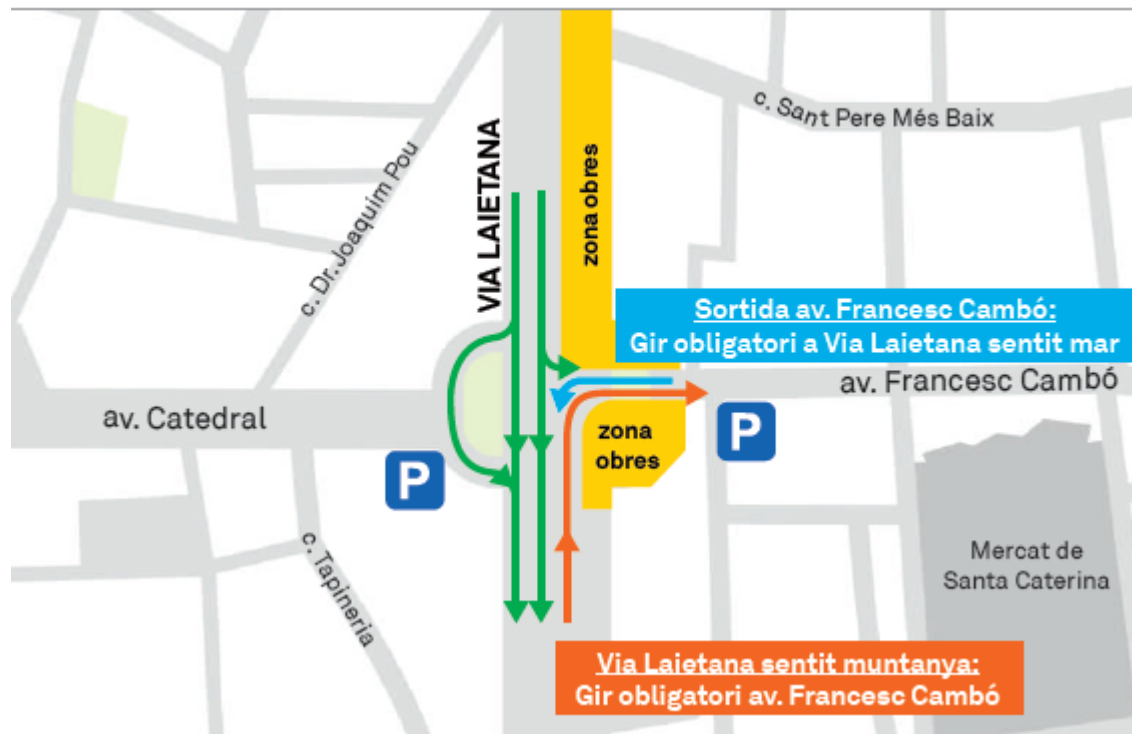 c. Sant Pere Més Baix
VIA LAIETANA
zona obres
c. Dr. Joaquim Pou
Sortida av. Francesc Cambó:
Gir obligatori a Via Laietana sentit mar
av. Francesc Cambó
av. Catedral
P
zona
obres
P
c. Tapineria
Mercat de
Santa Caterina
Via Laietana sentit muntanya:
Gir obligatori av. Francesc Cambó